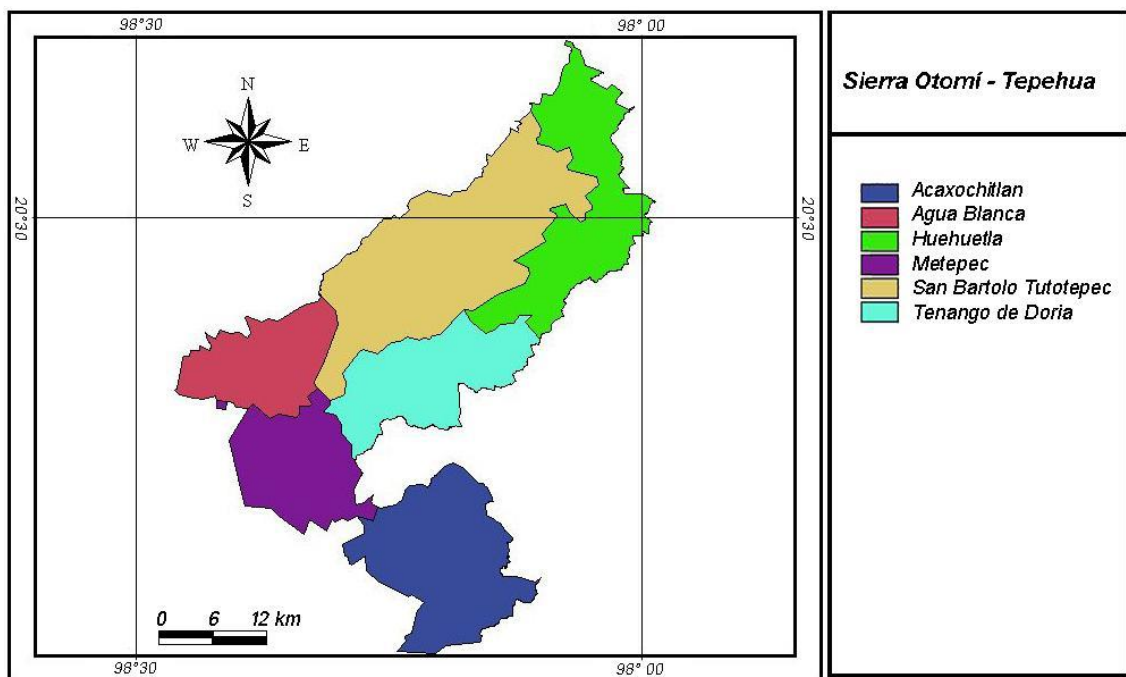 98°30
98°00
Sierra Otomí - Tepehua
N
W
E
S
20°30
20°30
Acaxochitlan
Agua Blanca
Huehuetla
Metepec
San Bartolo Tutotepec
Tenango de Doria
0 6 12 km
98°30
98°00